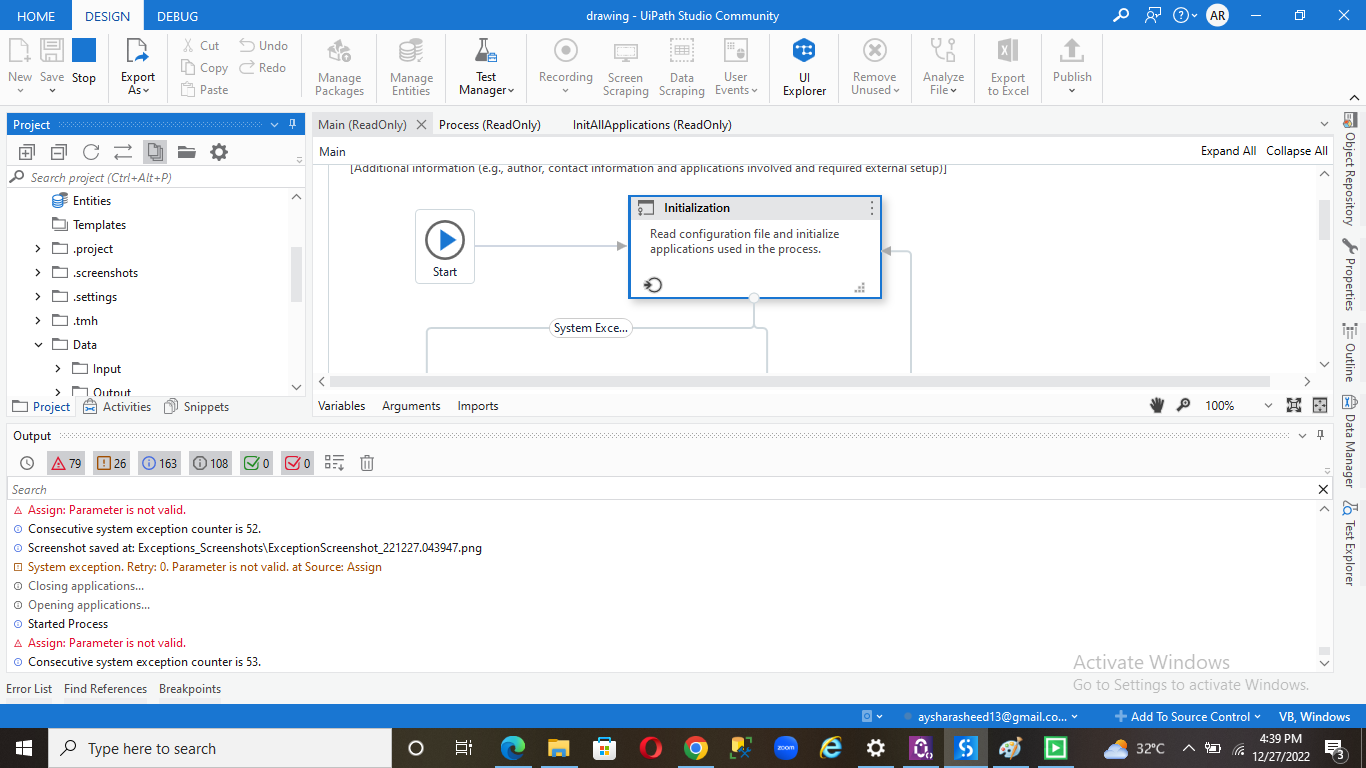 HOME DESIGN DEBUG drawing - UiPath Studio Community AR
New Save Stop Export As Cut Copy Paste Undo Redo Manage Packages Manage Entities Test Manager Recording Screen Scraping Data Scraping User Events UI Explorer Remove Unused Analyze File Export to Excel Publish
Project
Search project (Ctrl+Alt+P)
Entities
Templates
.project
.screenshots
.settings
.tmh
Data
Input
Output
Project Activities Snippets
Main (ReadOnly) Process (ReadOnly) InitAllApplications (ReadOnly)
Main Expand All Collapse All
[Additional information (e.g., author, contact information and applications involved and required external setup)]
Start
Initialization
Read configuration file and initialize
applications used in the process.
System Exce...
Variables Arguments Imports 100%
Object Repository
Properties
Outline
Data Manager
Test Explorer
Output
79 26 163 108 0 0
Search
Assign: Parameter is not valid.
Consecutive system exception counter is 52.
Screenshot saved at: Exceptions_Screenshots\ExceptionScreenshot_221227.043947.png
System exception. Retry: 0. Parameter is not valid. at Source: Assign
Closing applications...
Opening applications...
Started Process
Assign: Parameter is not valid.
Consecutive system exception counter is 53.
Activate Windows
Go to Settings to activate Windows.
Error List Find References Breakpoints
aysharasheed13@gmail.co... Add To Source Control VB, Windows
Type here to search zoom 32°C 4:39 PM
12/27/2022 3